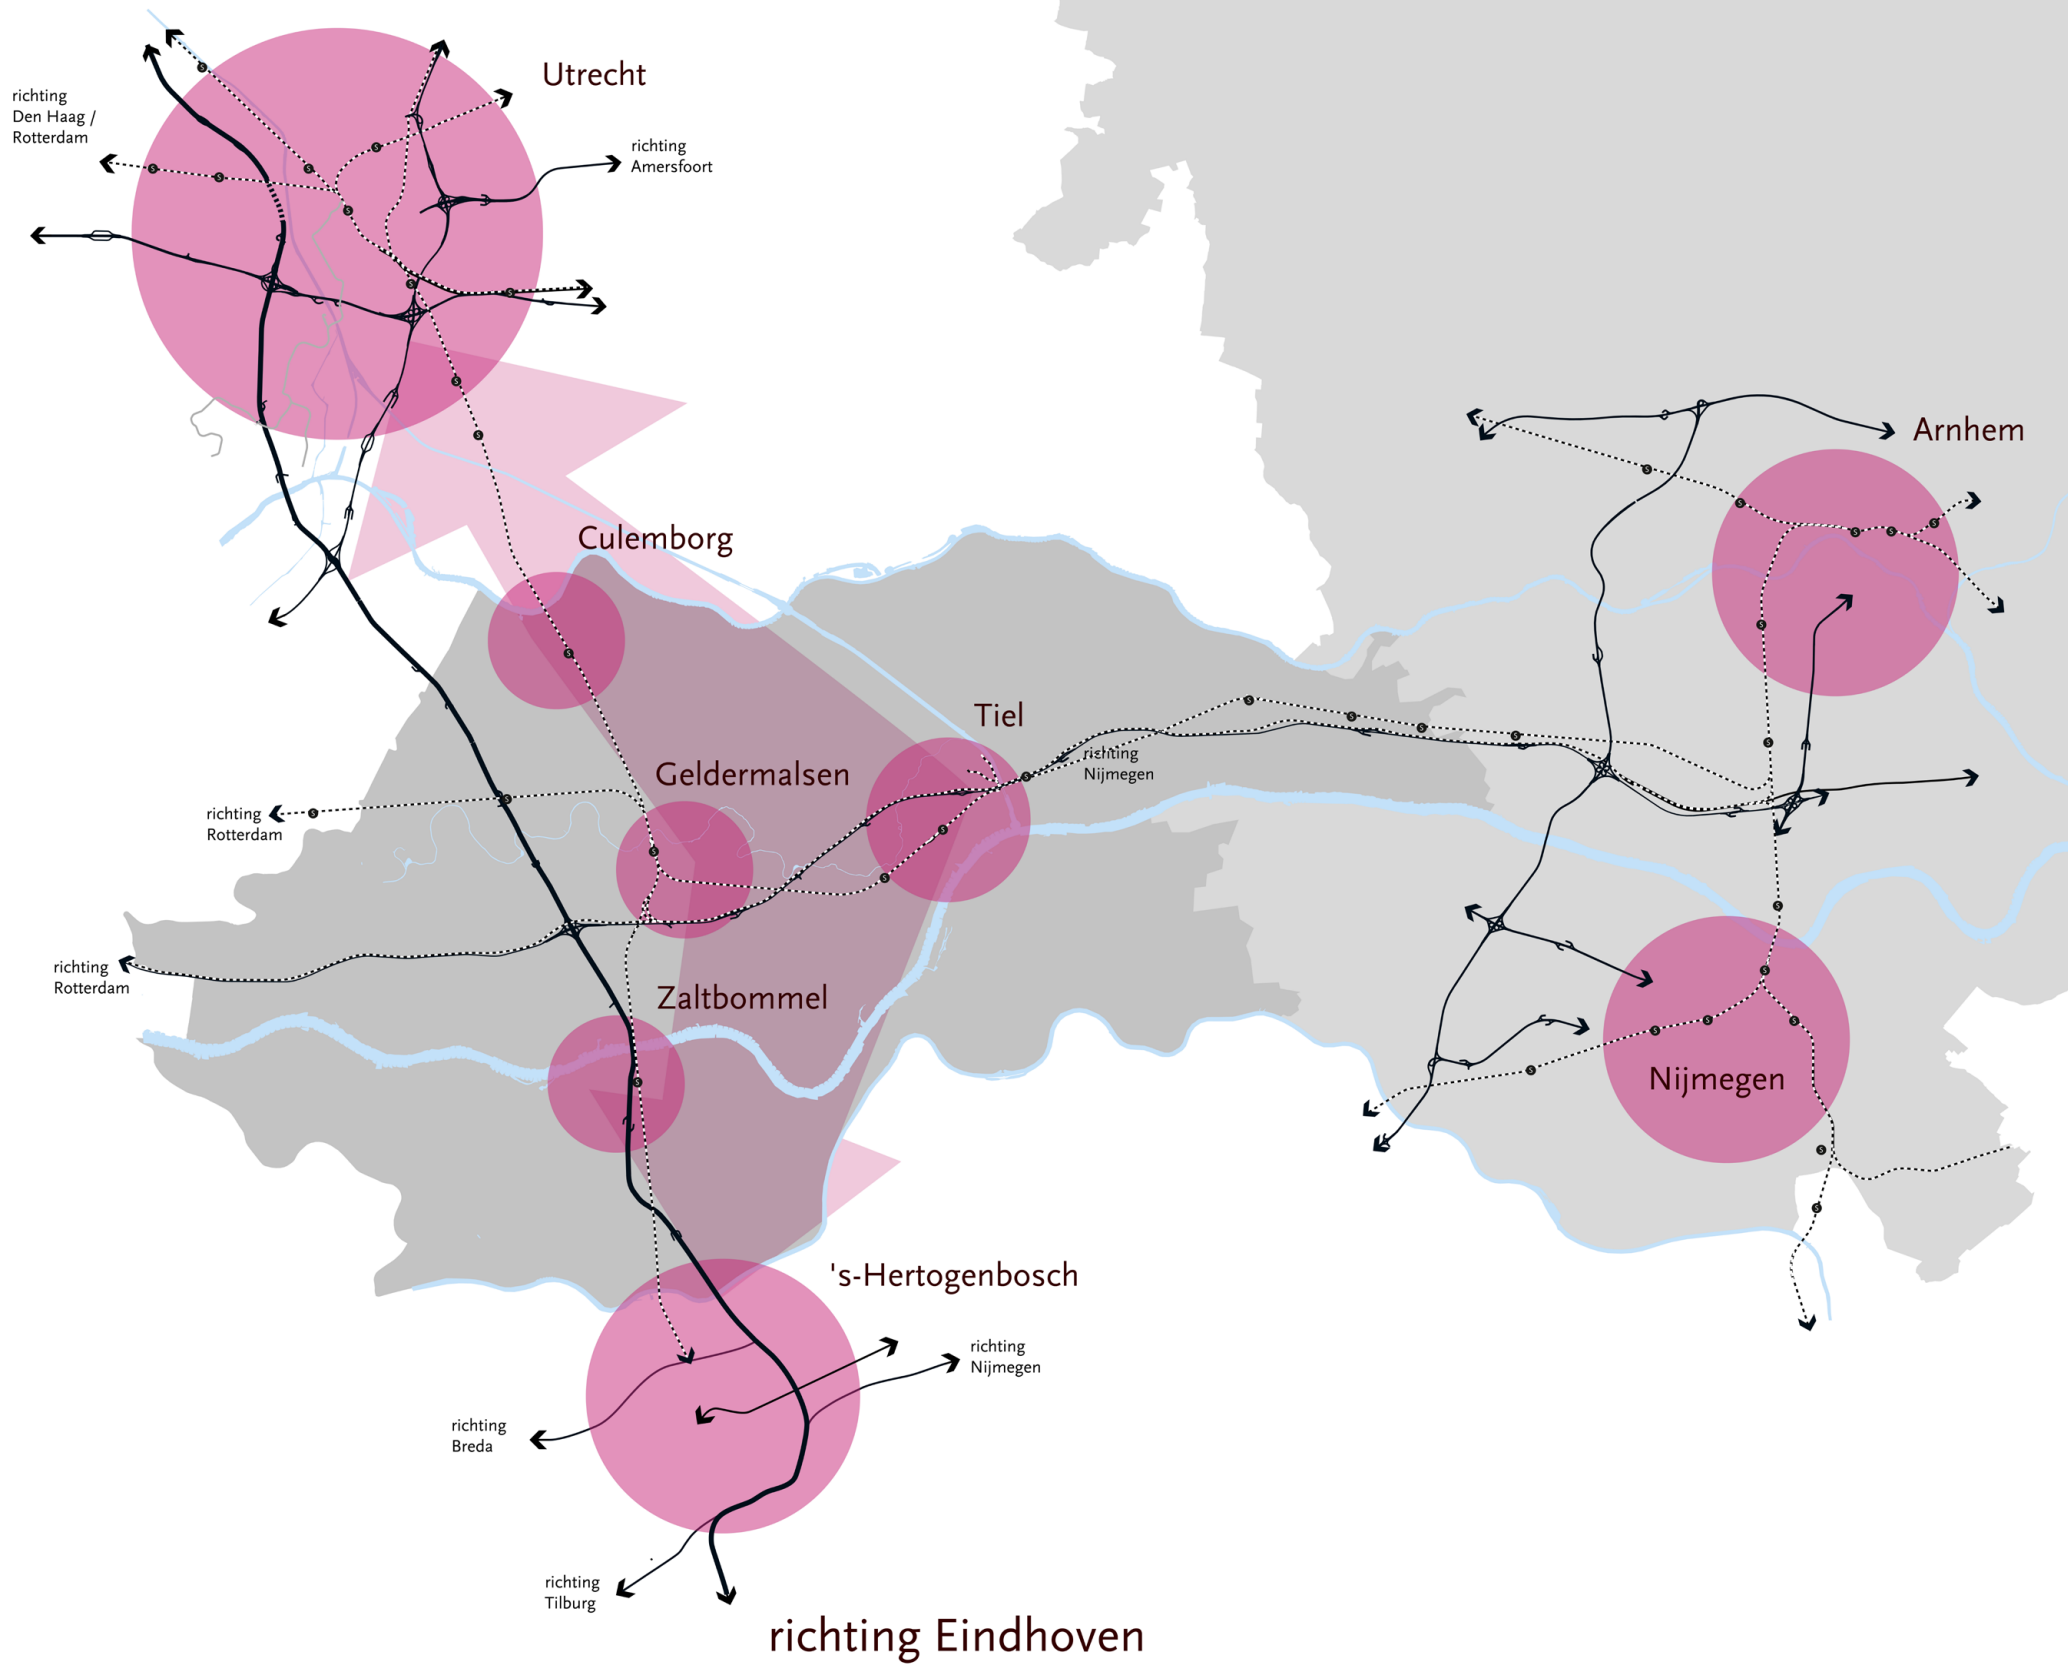 Utrecht
richting
Den Haag /
Rotterdam
richting
Amersfoort
Arnhem
Culemborg
Tiel
richting
Nijmegen
Geldermalsen
richting
Rotterdam
richting
Rotterdam
Zaltbommel
Nijmegen
's-Hertogenbosch
richting
Nijmegen
richting
Breda
richting
Tilburg
richting Eindhoven